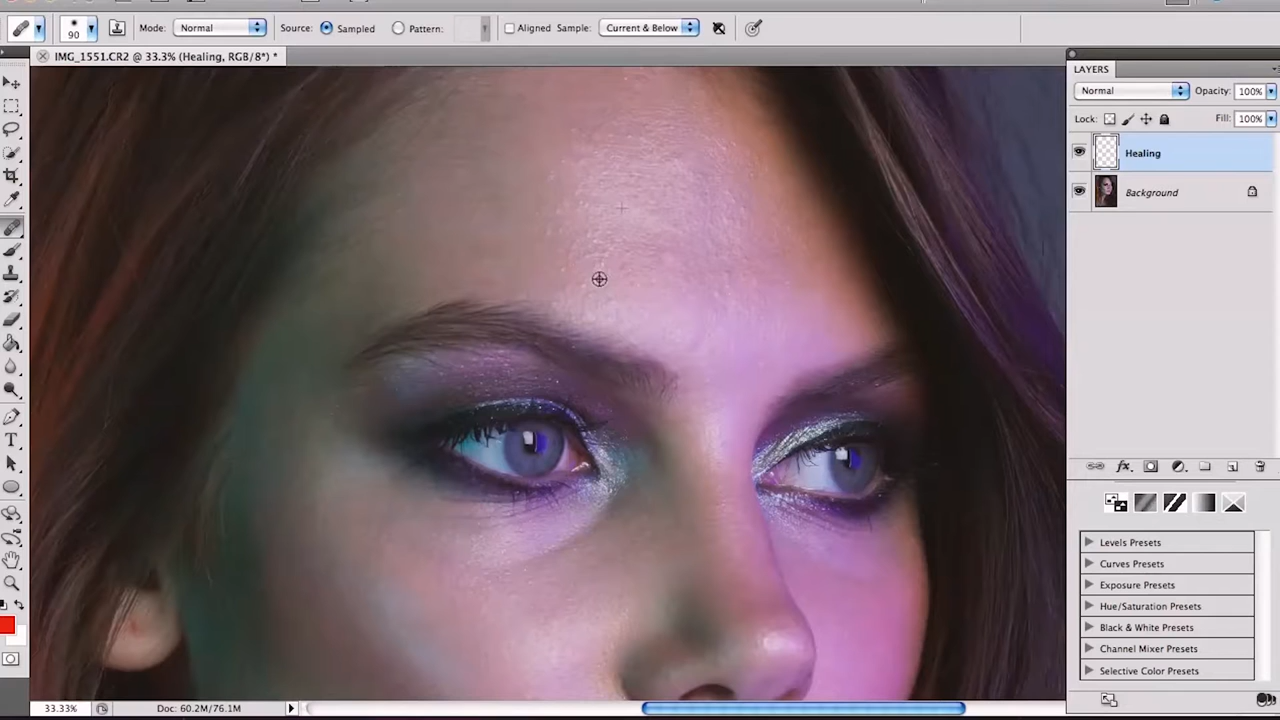 90 Mode: Normal Source: Sampled Pattern: Aligned Sample: Current & Below
IMG_1551.CR2 @ 33.3% (Healing, RGB/8*) *
LAYERS
Normal Opacity: 100%
Lock: Fill: 100%
Healing
Background
fx
Levels Presets
Curves Presets
Exposure Presets
Hue/Saturation Presets
Black & White Presets
Channel Mixer Presets
Selective Color Presets
T
33.33% Doc: 60.2M/76.1M